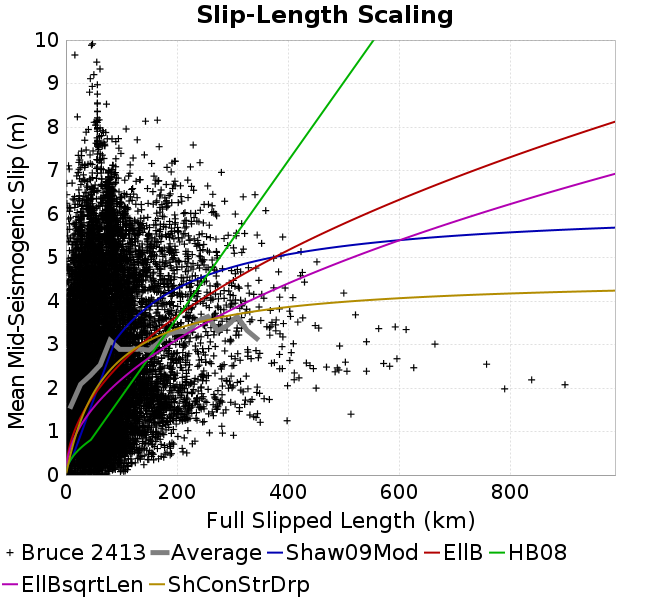 Slip-Length Scaling
Mean Mid-Seismogenic Slip (m)
10
9
8
7
6
5
4
3
2
1
0
0 200 400 600 800
Full Slipped Length (km)
Bruce 2413 Average Shaw09Mod EllB HB08
EllBsqrtLen ShConStrDrp